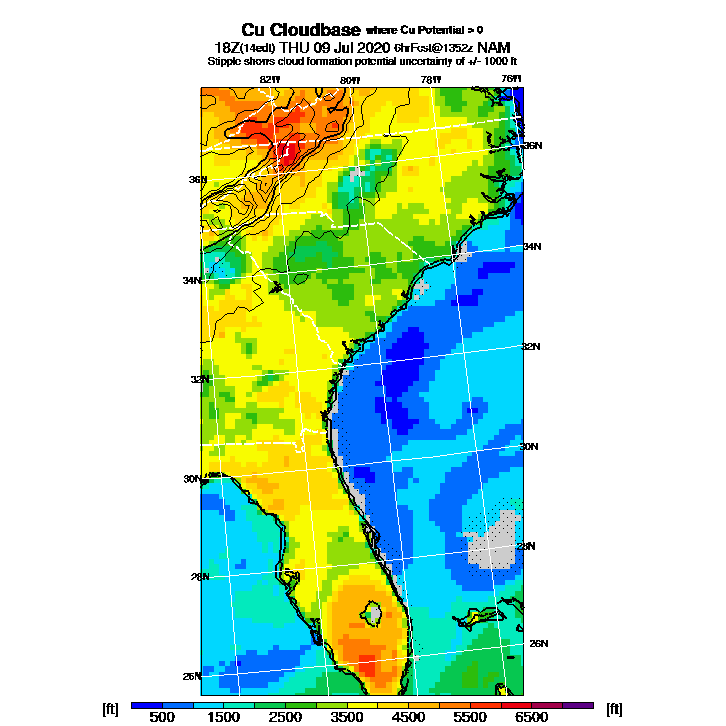 Cu Cloudbase where Cu Potential > 0
18Z(14edt) THU 09 Jul 2020 6hrFcst@1352z NAM
Stipple shows cloud formation potential uncertainty of +/- 1000 ft
82W 80W 78W 76W
36N
36N
34N
34N
32N
32N
30N
30N
28N
28N
26N
26N
[ft] 500 1500 2500 3500 4500 5500 6500 [ft]